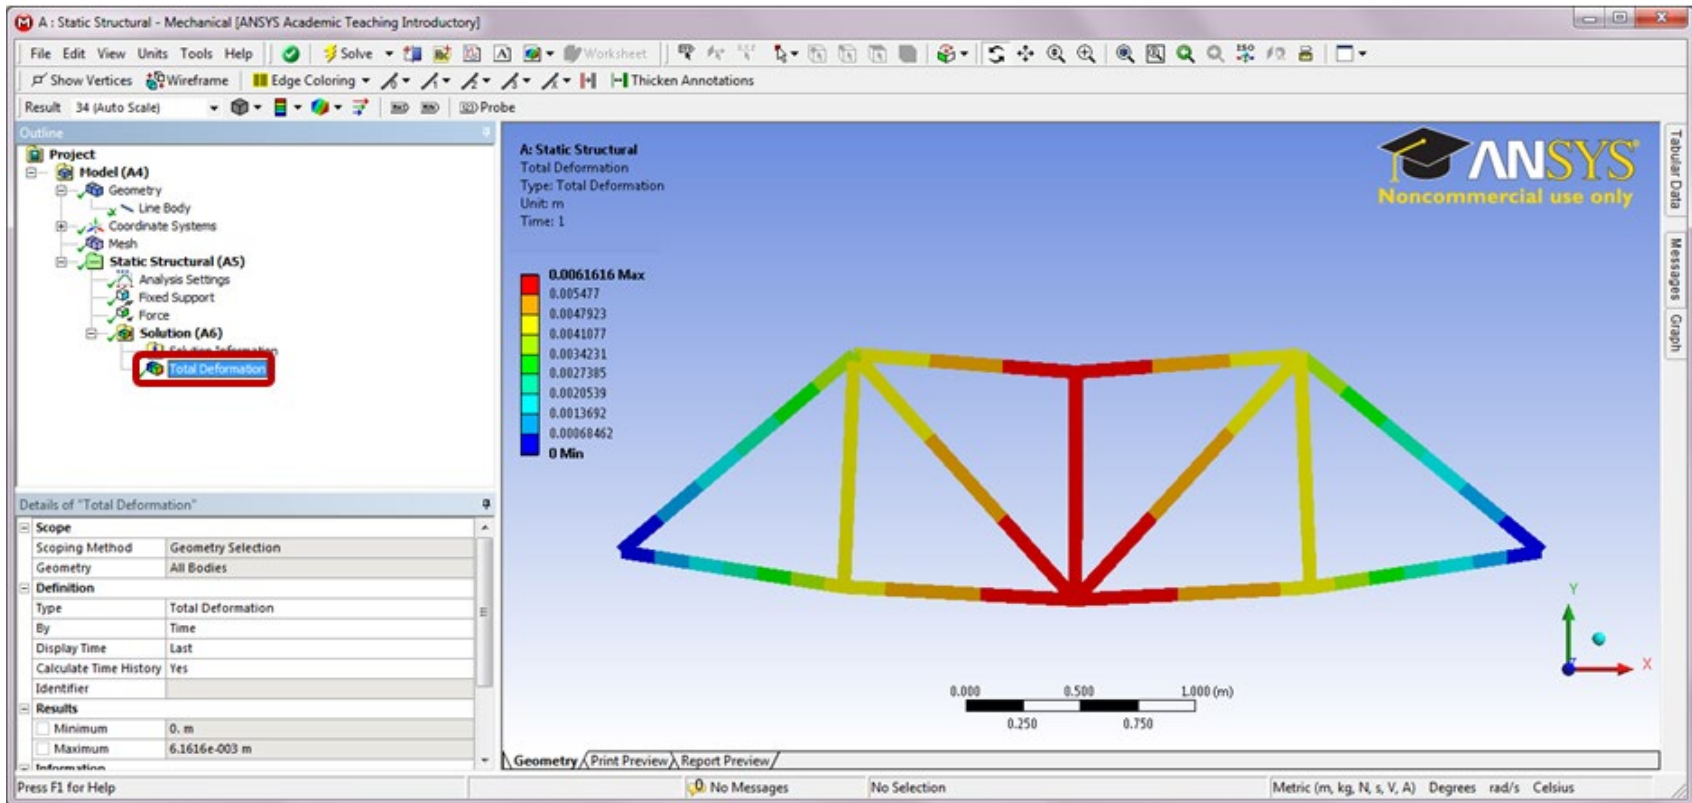 A : Static Structural - Mechanical [ANSYS Academic Teaching Introductory]
File Edit View Units Tools Help Solve Worksheet
Show Vertices Wireframe Edge Coloring Thicken Annotations
Result 34 (Auto Scale) Probe
Outline
Project
Model (A4)
Geometry
Line Body
Coordinate Systems
Mesh
Static Structural (A5)
Analysis Settings
Fixed Support
Force
Solution (A6)
Solution Information
Total Deformation
Details of "Total Deformation"
Scope
Scoping Method Geometry Selection
Geometry All Bodies
Definition
Type Total Deformation
By Time
Display Time Last
Calculate Time History Yes
Identifier
Results
Minimum 0. m
Maximum 6.1616e-003 m
Information
A: Static Structural
Total Deformation
Type: Total Deformation
Unit: m
Time: 1
0.0061616 Max
0.005477
0.0047923
0.0041077
0.0034231
0.0027385
0.0020539
0.0013692
0.00068462
0 Min
ANSYS
Noncommercial use only
Y
X
Z
0.000 0.500 1.000 (m)
0.250 0.750
Geometry Print Preview Report Preview
Tabular Data
Messages
Graph
Press F1 for Help 0 No Messages No Selection Metric (m, kg, N, s, V, A) Degrees rad/s Celsius